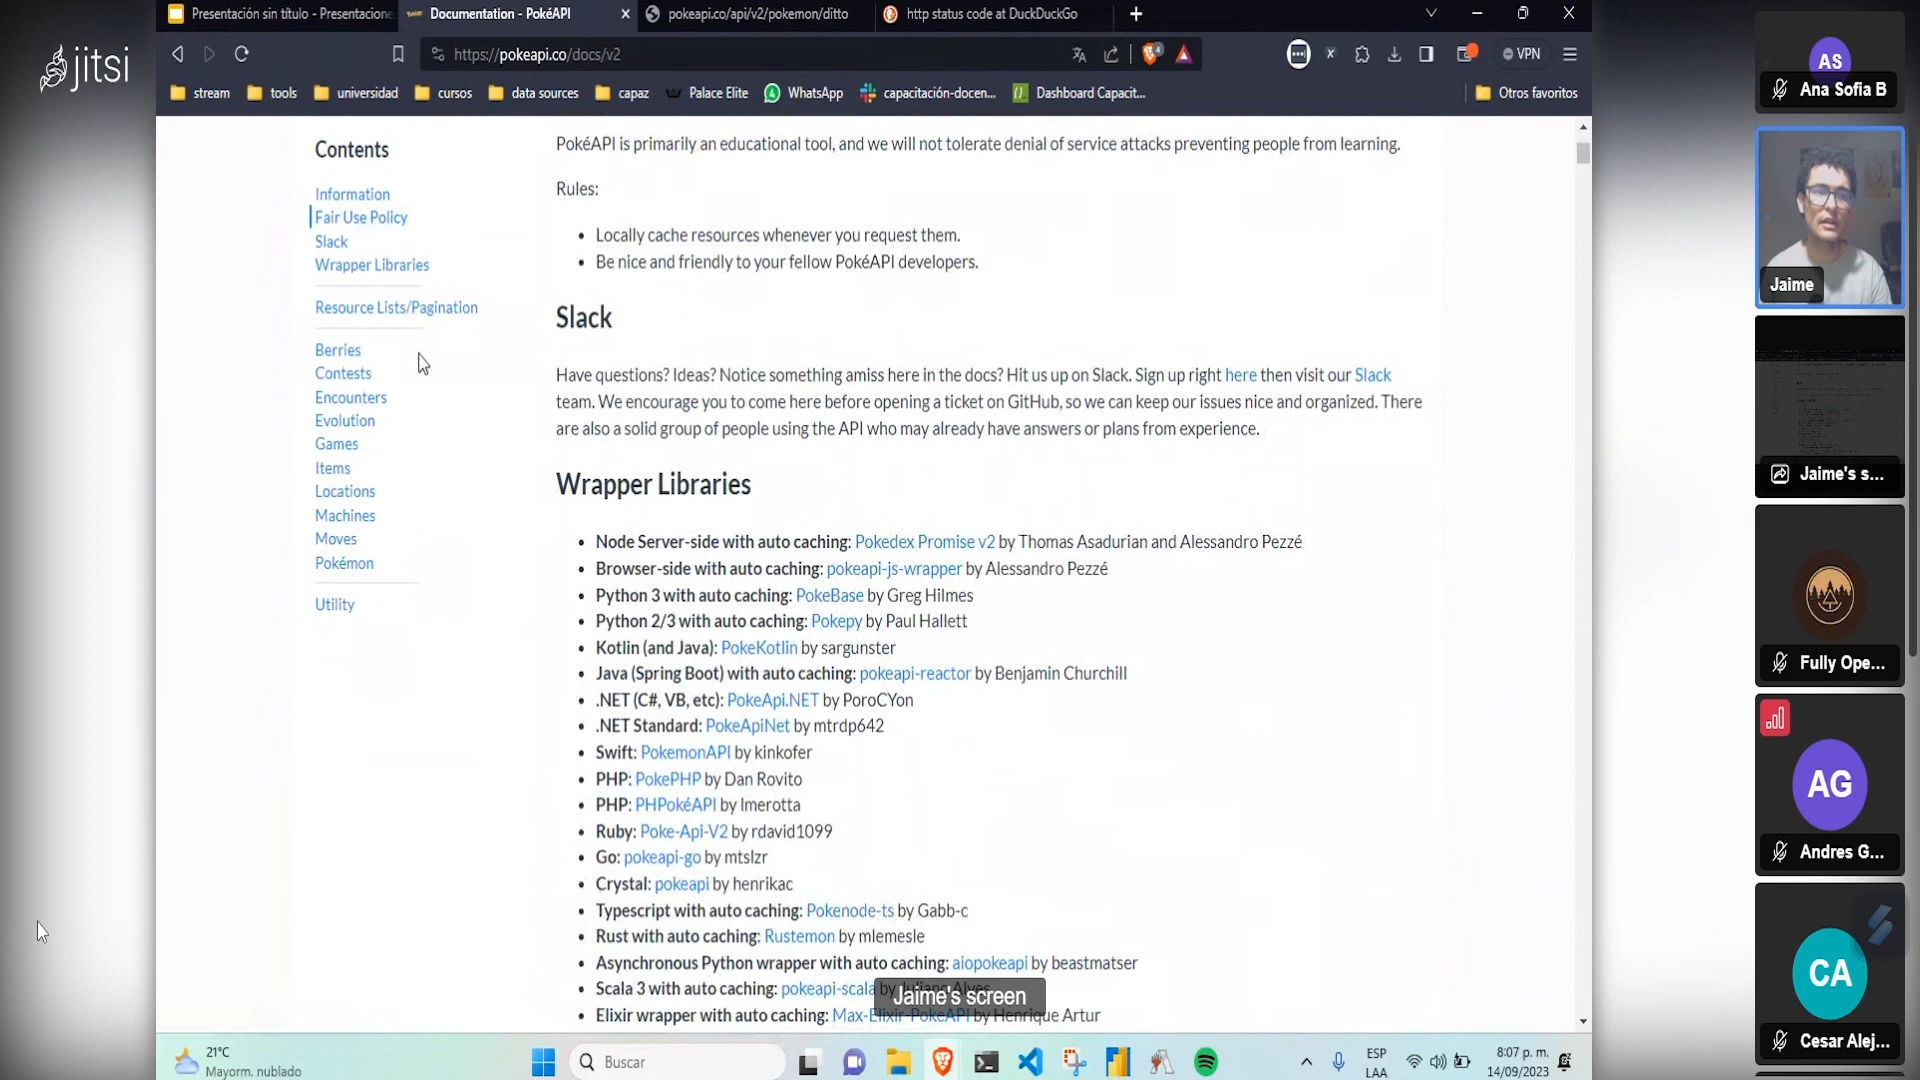 jitsi
Presentación sin título - Presentacione
Documentation - PokéAPI
pokeapi.co/api/v2/pokemon/ditto
http status code at DuckDuckGo
https://pokeapi.co/docs/v2
4
VPN
stream
tools
universidad
cursos
data sources
capaz
Palace Elite
WhatsApp
capacitación-docen...
Dashboard Capacit...
Otros favoritos
Contents
Information
Fair Use Policy
Slack
Wrapper Libraries
Resource Lists/Pagination
Berries
Contests
Encounters
Evolution
Games
Items
Locations
Machines
Moves
Pokémon
Utility
PokéAPI is primarily an educational tool, and we will not tolerate denial of service attacks preventing people from learning.
Rules:
• Locally cache resources whenever you request them.
• Be nice and friendly to your fellow PokéAPI developers.
Slack
Have questions? Ideas? Notice something amiss here in the docs? Hit us up on Slack. Sign up right here then visit our Slack
team. We encourage you to come here before opening a ticket on GitHub, so we can keep our issues nice and organized. There
are also a solid group of people using the API who may already have answers or plans from experience.
Wrapper Libraries
• Node Server-side with auto caching: Pokedex Promise v2 by Thomas Asadurian and Alessandro Pezzé
• Browser-side with auto caching: pokeapi-js-wrapper by Alessandro Pezzé
• Python 3 with auto caching: PokeBase by Greg Hilmes
• Python 2/3 with auto caching: Pokepy by Paul Hallett
• Kotlin (and Java): PokeKotlin by sargunster
• Java (Spring Boot) with auto caching: pokeapi-reactor by Benjamin Churchill
• .NET (C#, VB, etc): PokeApi.NET by PoroCYon
• .NET Standard: PokeApiNet by mtrdp642
• Swift: PokemonAPI by kinkofer
• PHP: PokePHP by Dan Rovito
• PHP: PHPokéAPI by lmerotta
• Ruby: Poke-Api-V2 by rdavid1099
• Go: pokeapi-go by mtslzr
• Crystal: pokeapi by henrikac
• Typescript with auto caching: Pokenode-ts by Gabb-c
• Rust with auto caching: Rustemon by mlemesle
• Asynchronous Python wrapper with auto caching: aiopokeapi by beastmatser
• Scala 3 with auto caching: pokeapi-scala by Juliano Alves
• Elixir wrapper with auto caching: Max-Elixir-PokeAPI by Henrique Artur
Jaime's screen
21°C
Mayorm. nublado
Buscar
ESP
LAA
8:07 p. m.
14/09/2023
AS
Ana Sofia B
Jaime
Jaime's s...
Fully Ope...
AG
Andres G...
CA
Cesar Alej...